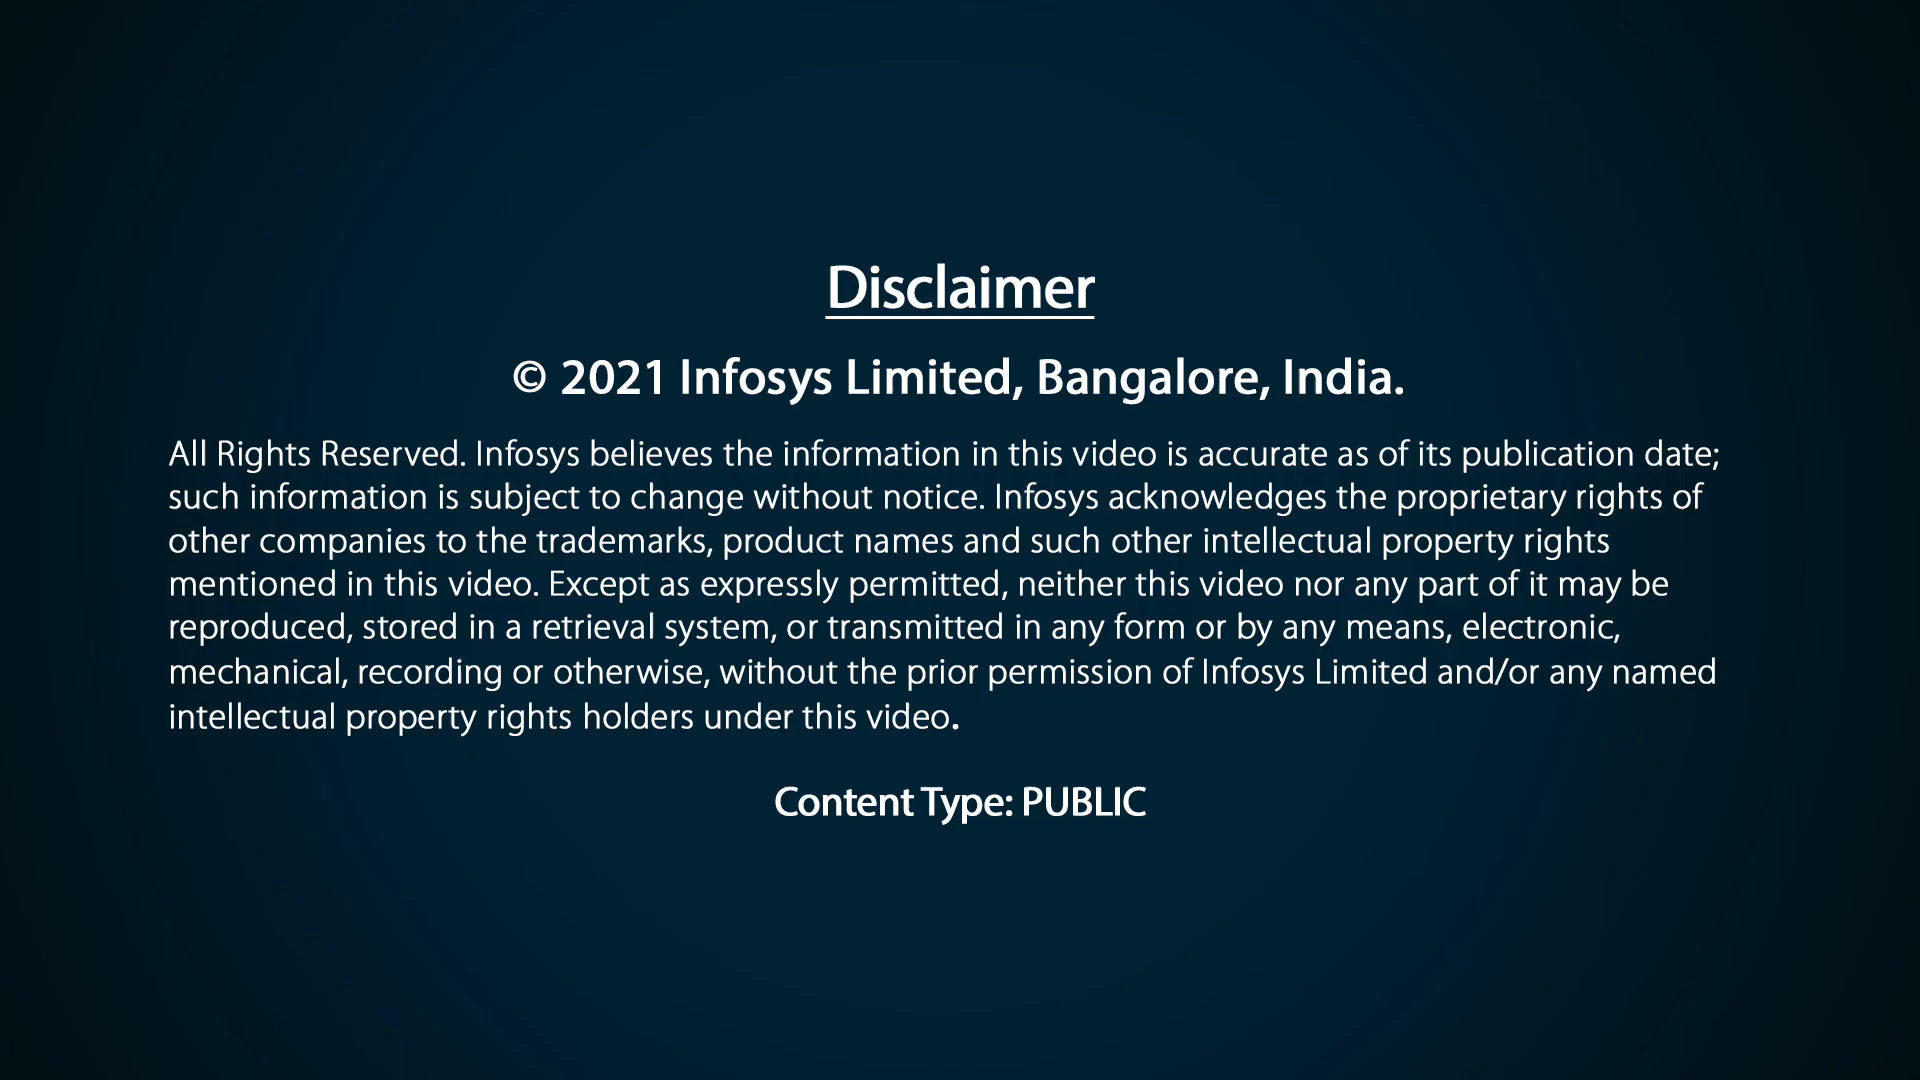 Disclaimer
© 2021 Infosys Limited, Bangalore, India.
All Rights Reserved. Infosys believes the information in this video is accurate as of its publication date;
such information is subject to change without notice. Infosys acknowledges the proprietary rights of
other companies to the trademarks, product names and such other intellectual property rights
mentioned in this video. Except as expressly permitted, neither this video nor any part of it may be
reproduced, stored in a retrieval system, or transmitted in any form or by any means, electronic,
mechanical, recording or otherwise, without the prior permission of Infosys Limited and/or any named
intellectual property rights holders under this video.
Content Type: PUBLIC